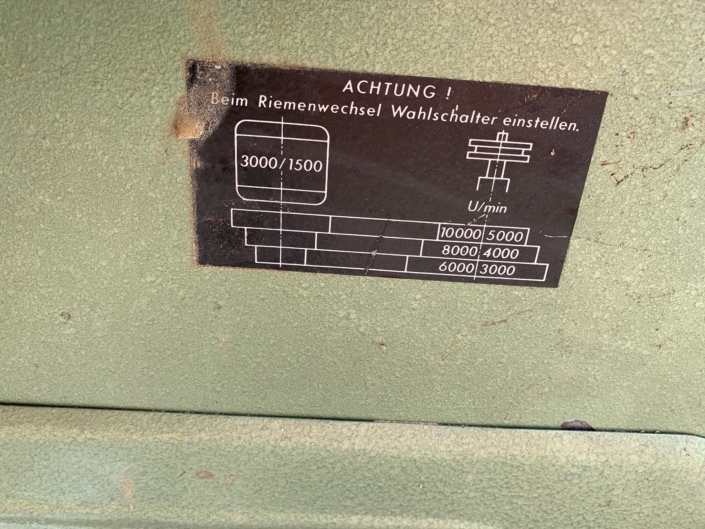 ACHTUNG !
Beim Riemenwechsel Wahlschalter einstellen.
3000/1500
U/min
10000 5000
8000 4000
6000 3000